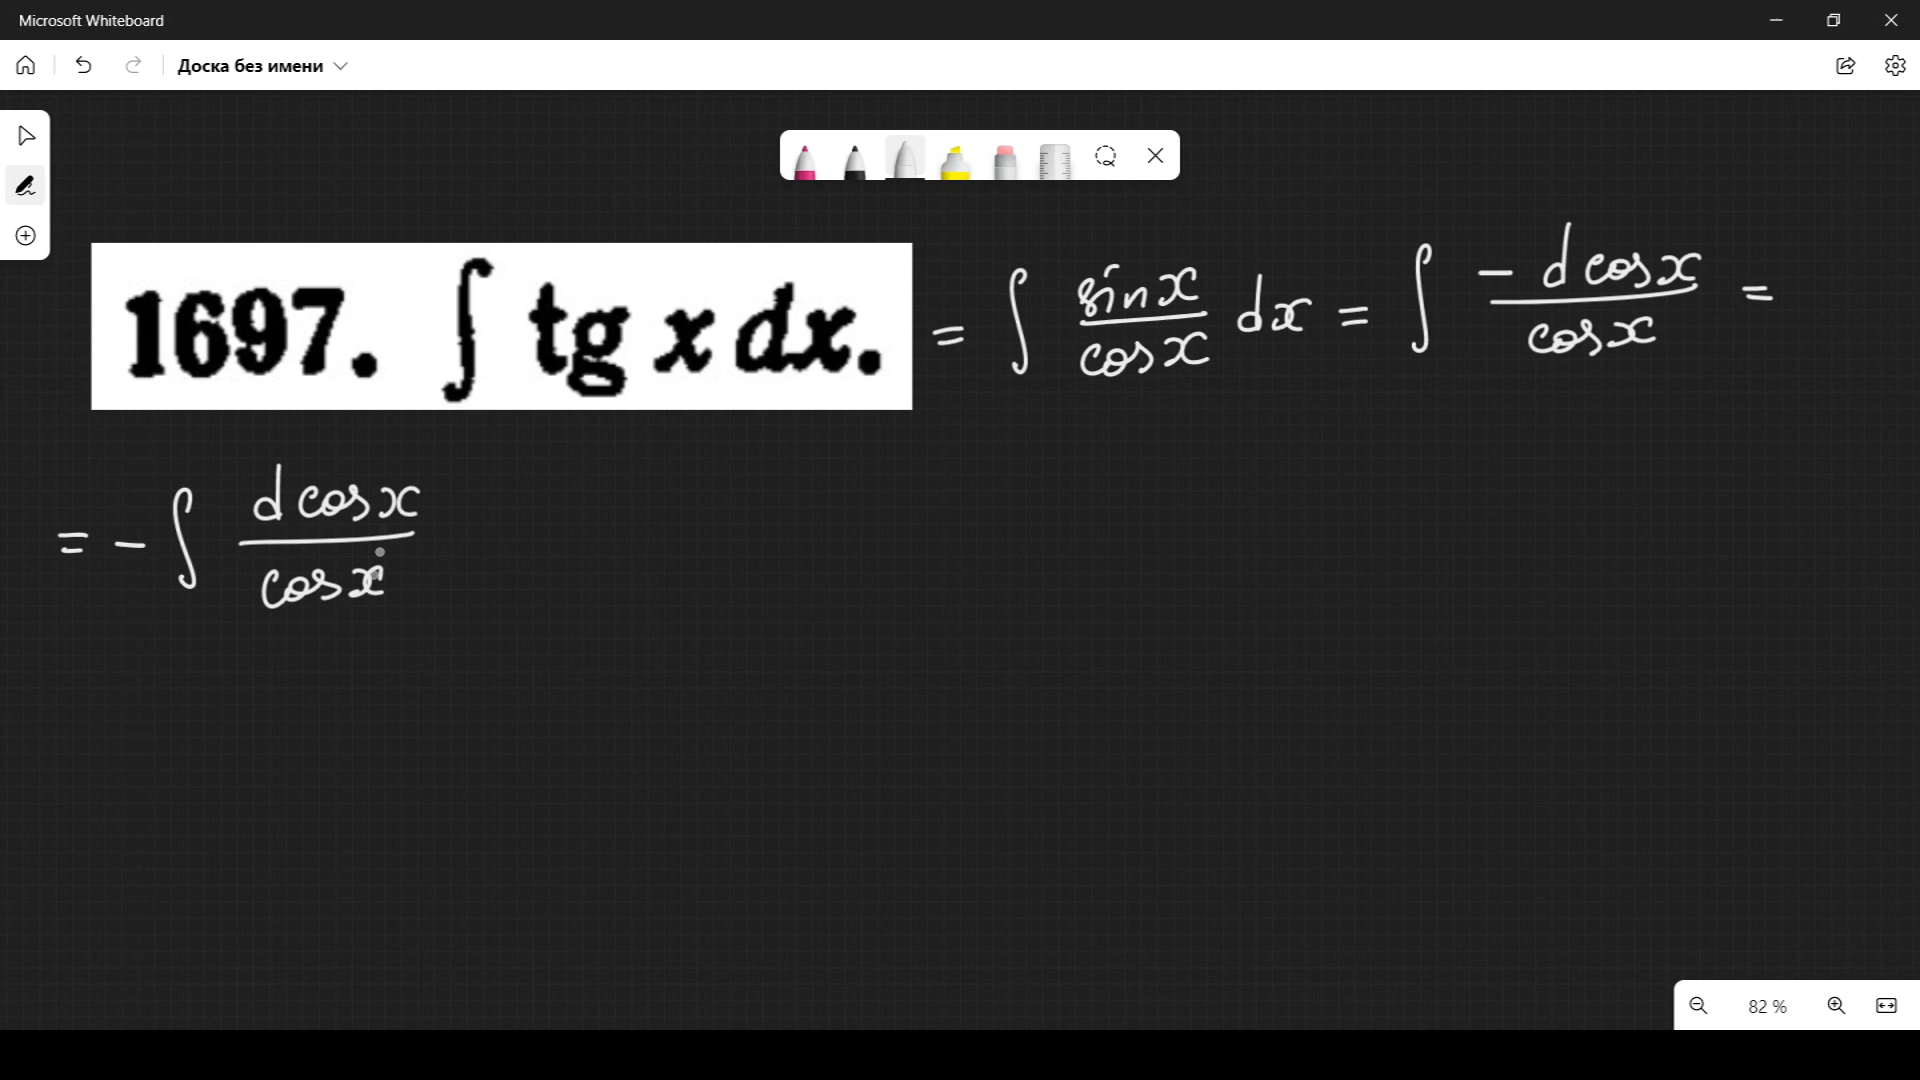 Microsoft Whiteboard
Доска без имени
1697. ∫ tg x dx. = ∫ sin x / cos x dx = ∫ - d cos x / cos x =
= - ∫ d cos x / cos x
82 %